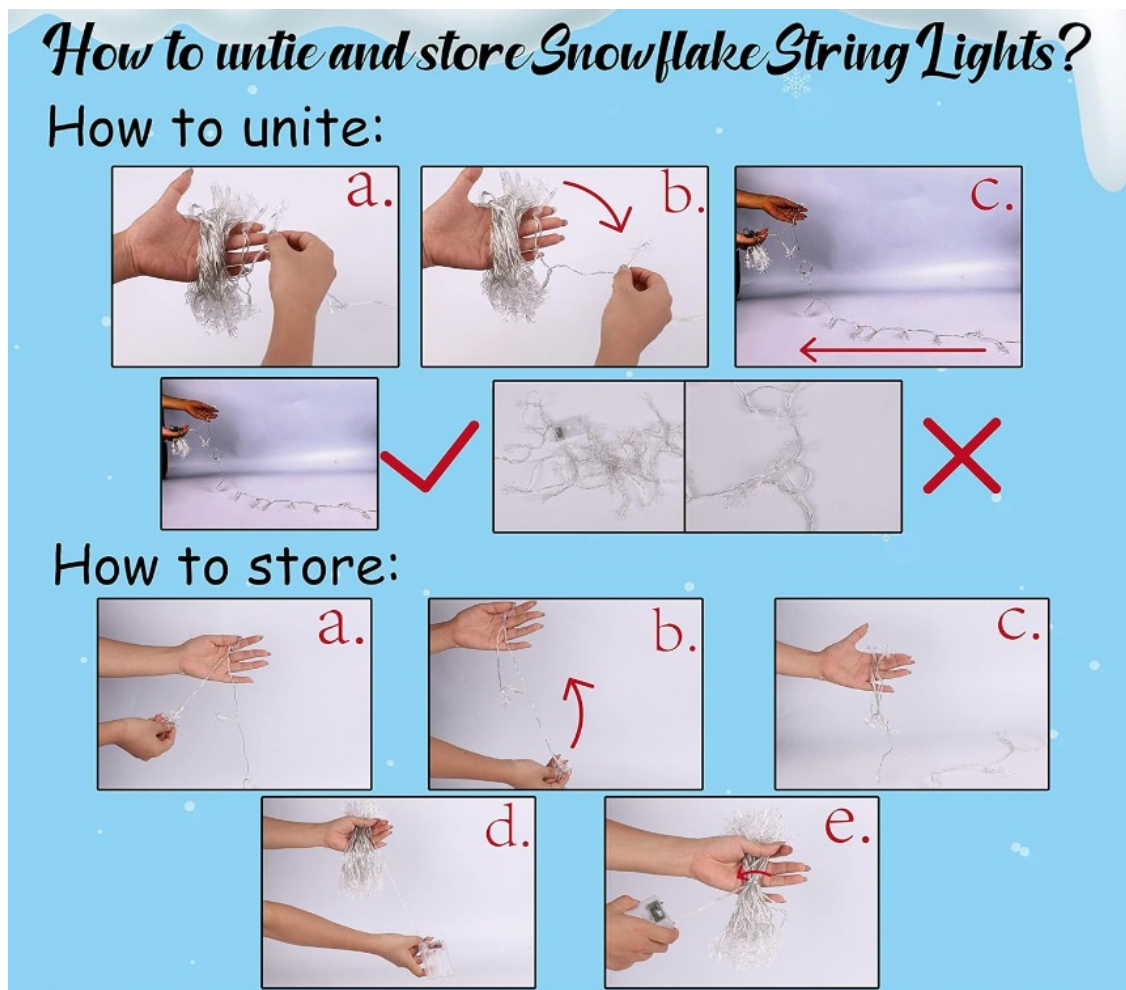 How to untie and store Snowflake String Lights?
How to unite:
a.
b.
c.
How to store:
a.
b.
c.
d.
e.